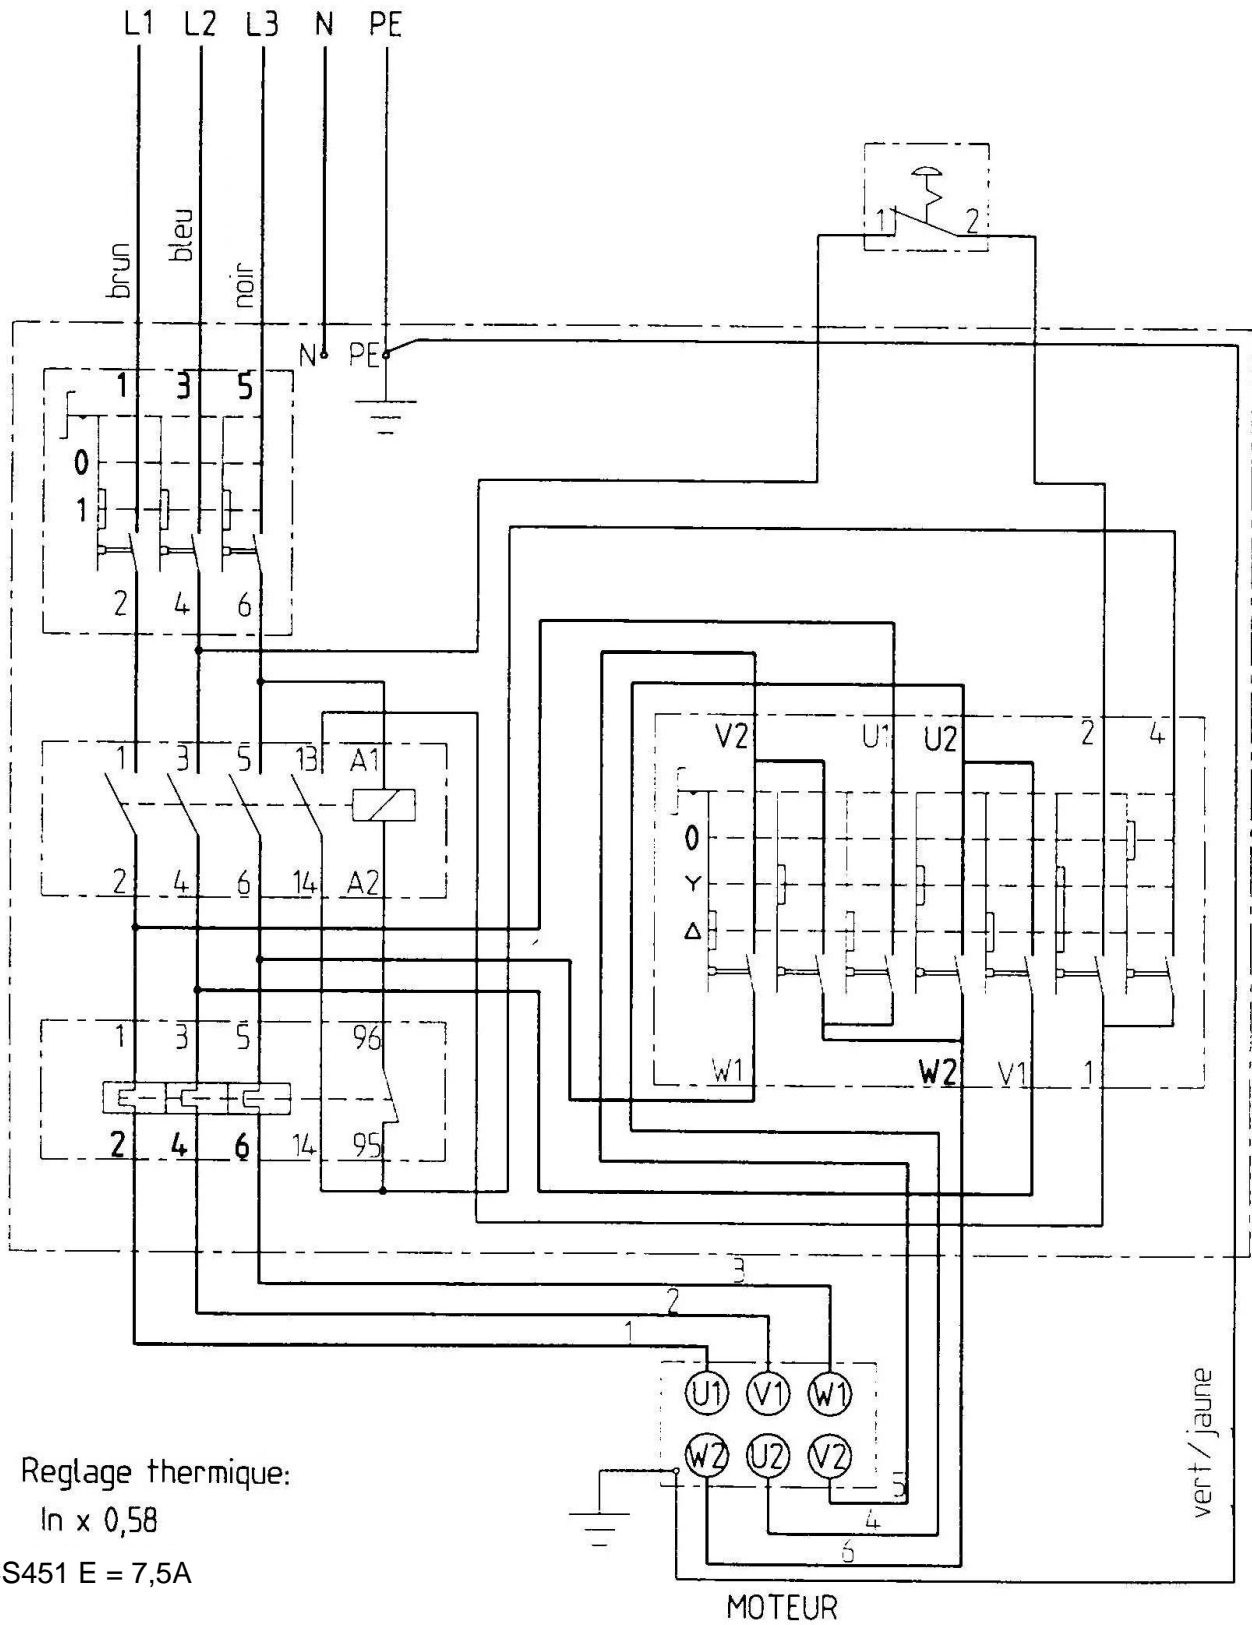 L1 L2 L3 N PE
brun
bleu
noir
1 2
N PE
1 3 5
0
1
2 4 6
V2 U1 U2 2 4
1 3 5 13 A1
0
Y
Δ
2 4 6 14 A2
1 3 5 96
W1 W2 V1 1
2 4 6 14 95
3
2
1
U1 V1 W1
W2 U2 V2
5
4
6
vert/jaune
Reglage thermique:
In x 0,58
S451 E = 7,5A
MOTEUR